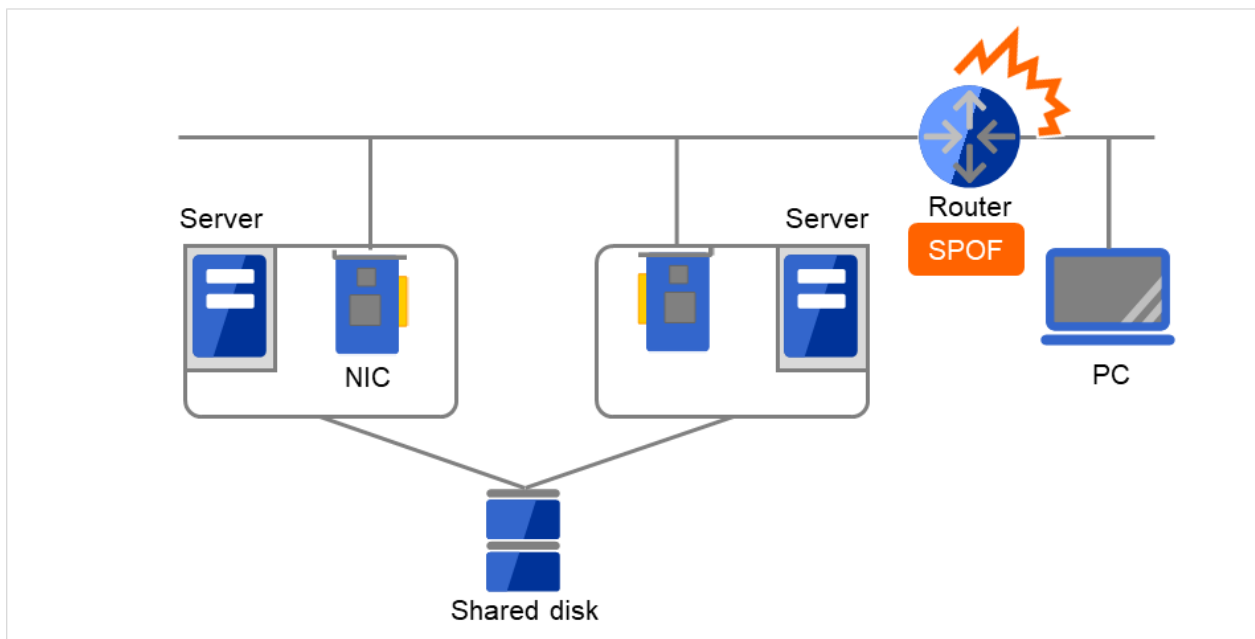 Server
Server
Router
SPOF
NIC
PC
Shared disk